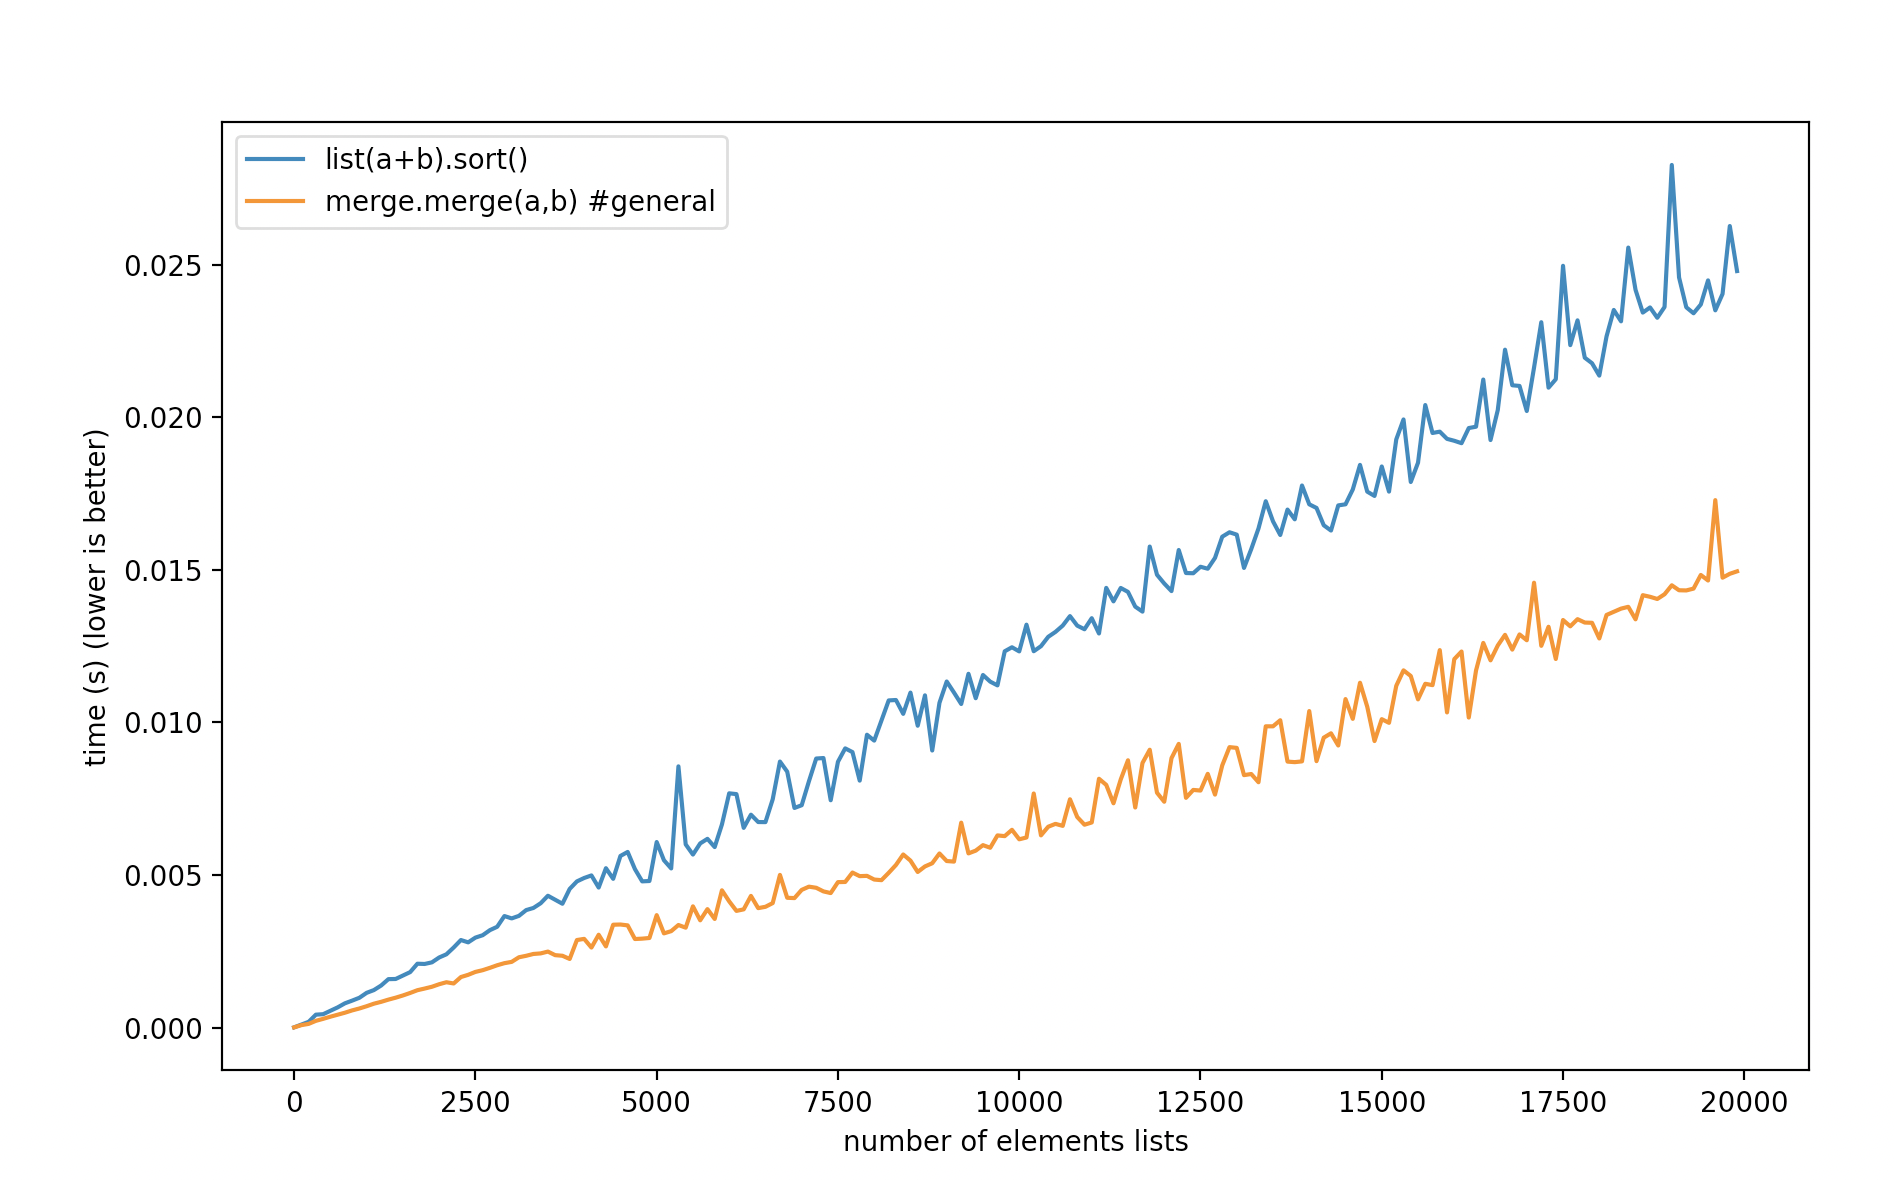 list(a+b).sort()
merge.merge(a,b) #general
0.025
0.020
0.015
0.010
0.005
0.000
time (s) (lower is better)
0 2500 5000 7500 10000 12500 15000 17500 20000
number of elements lists